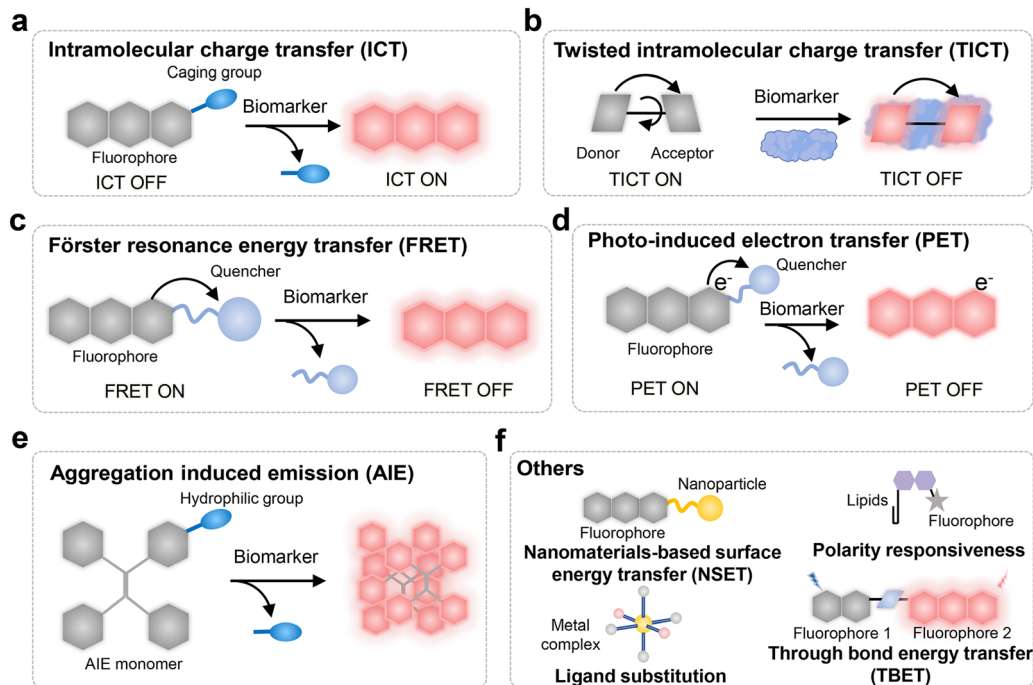 a
Intramolecular charge transfer (ICT)
Caging group
Biomarker
Fluorophore
ICT OFF
ICT ON
b
Twisted intramolecular charge transfer (TICT)
Biomarker
Donor
Acceptor
TICT ON
TICT OFF
c
Förster resonance energy transfer (FRET)
Quencher
Biomarker
Fluorophore
FRET ON
FRET OFF
d
Photo-induced electron transfer (PET)
Quencher
e-
e-
Biomarker
Fluorophore
PET ON
PET OFF
e
Aggregation induced emission (AIE)
Hydrophilic group
Biomarker
AIE monomer
f
Others
Nanoparticle
Fluorophore
Nanomaterials-based surface
energy transfer (NSET)
Lipids
Fluorophore
Polarity responsiveness
Metal
complex
Ligand substitution
Fluorophore 1
Fluorophore 2
Through bond energy transfer
(TBET)